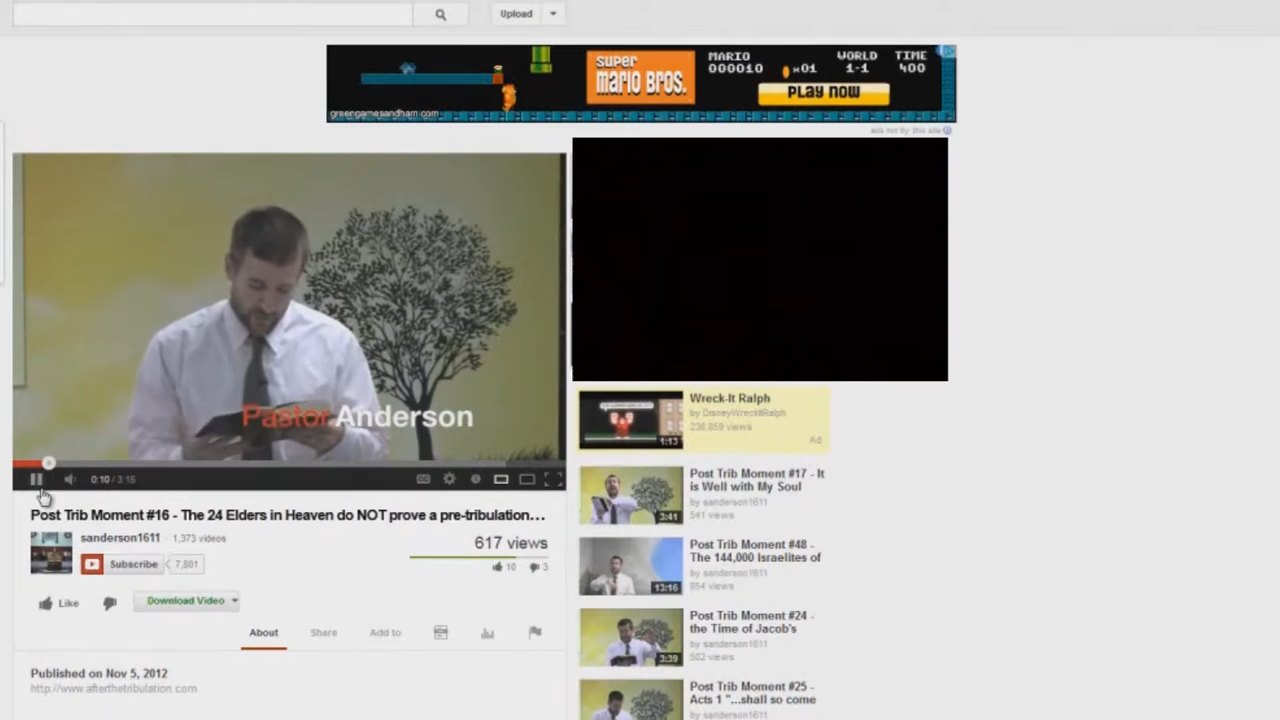 Upload
SUPER
MARIO BROS.
MARIO
000010
×01
WORLD
1-1
TIME
400
PLAY NOW
greengamesandham.com
ads not by this site
Pastor Anderson
0:10 / 3:15
Post Trib Moment #16 - The 24 Elders in Heaven do NOT prove a pre-tribulation...
sanderson1611 · 1,373 videos
Subscribe 7,801
617 views
10 3
Like
Download Video
About Share Add to
Published on Nov 5, 2012
http://www.afterthetribulation.com
Wreck-It Ralph
by DisneyWreckItRalph
236,859 views
Ad
1:13
Post Trib Moment #17 - It
is Well with My Soul
by sanderson1611
541 views
3:41
Post Trib Moment #48 -
The 144,000 Israelites of
by sanderson1611
854 views
13:16
Post Trib Moment #24 -
the Time of Jacob's
by sanderson1611
502 views
3:39
Post Trib Moment #25 -
Acts 1 "...shall so come
by sanderson1611